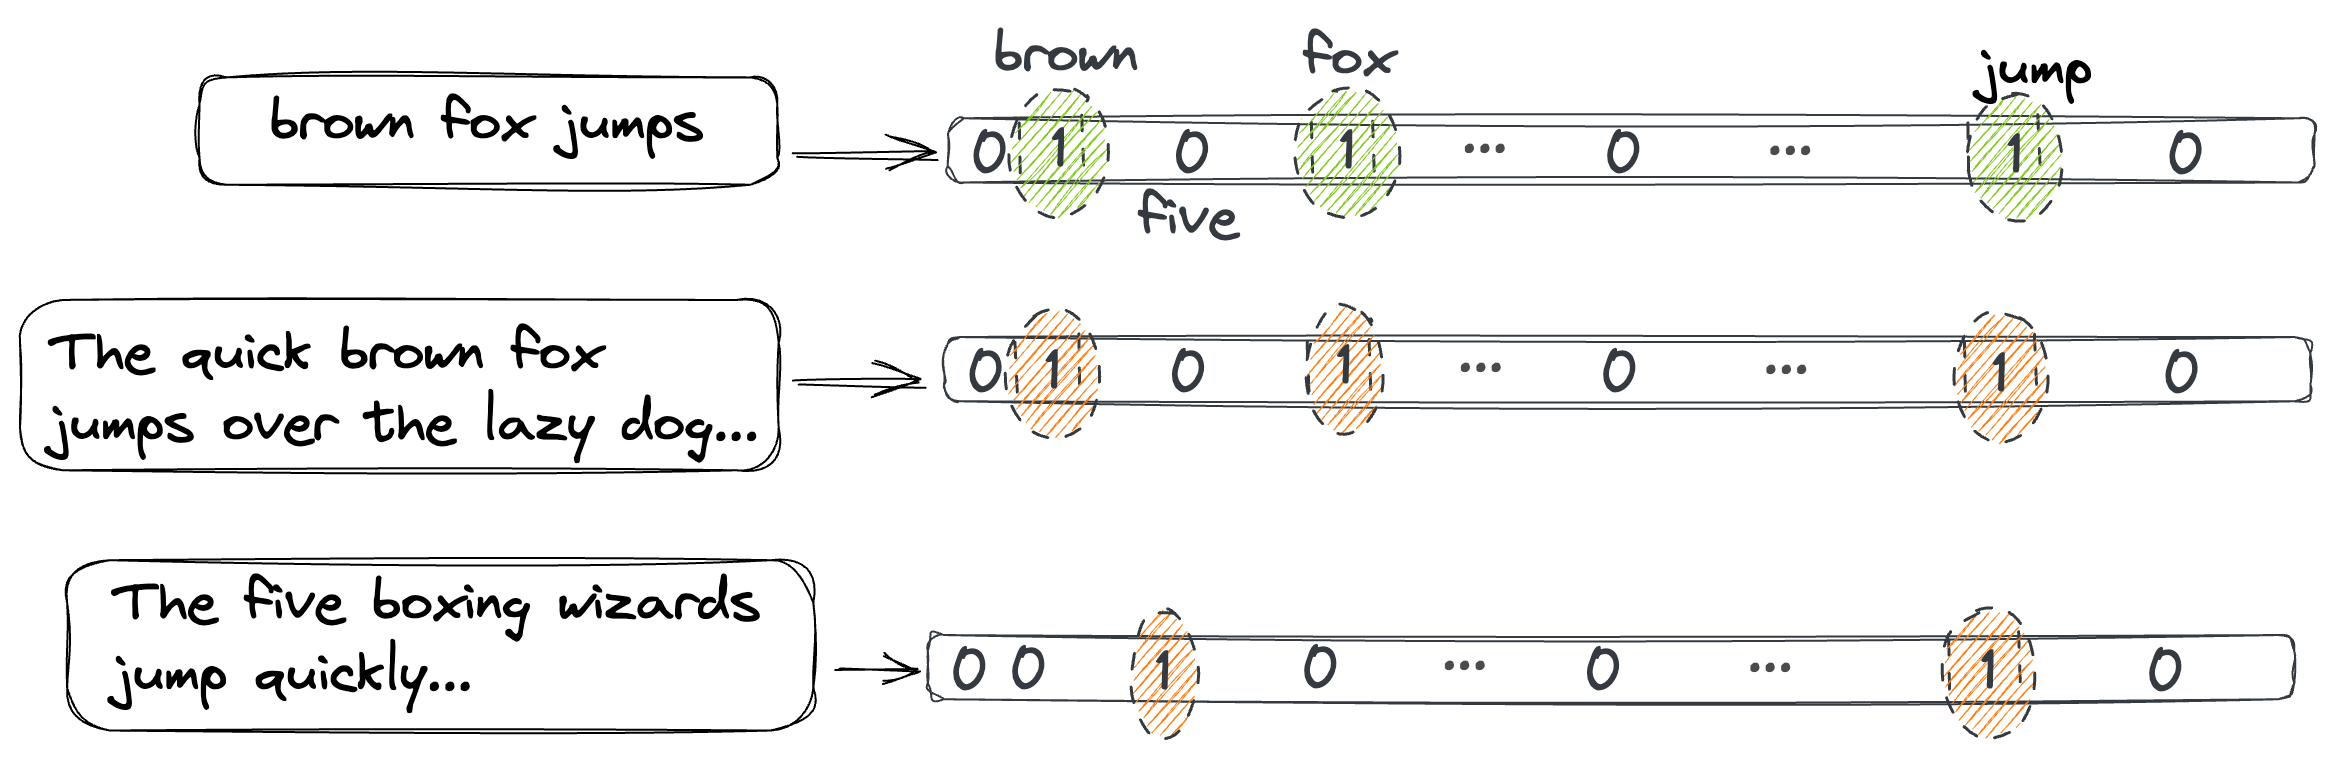 brown fox jump
brown fox jumps
0 1 0 1 ... 0 ... 1 0
five
The quick brown fox
jumps over the lazy dog...
0 1 0 1 ... 0 ... 1 0
The five boxing wizards
jump quickly...
0 0 1 0 ... 0 ... 1 0